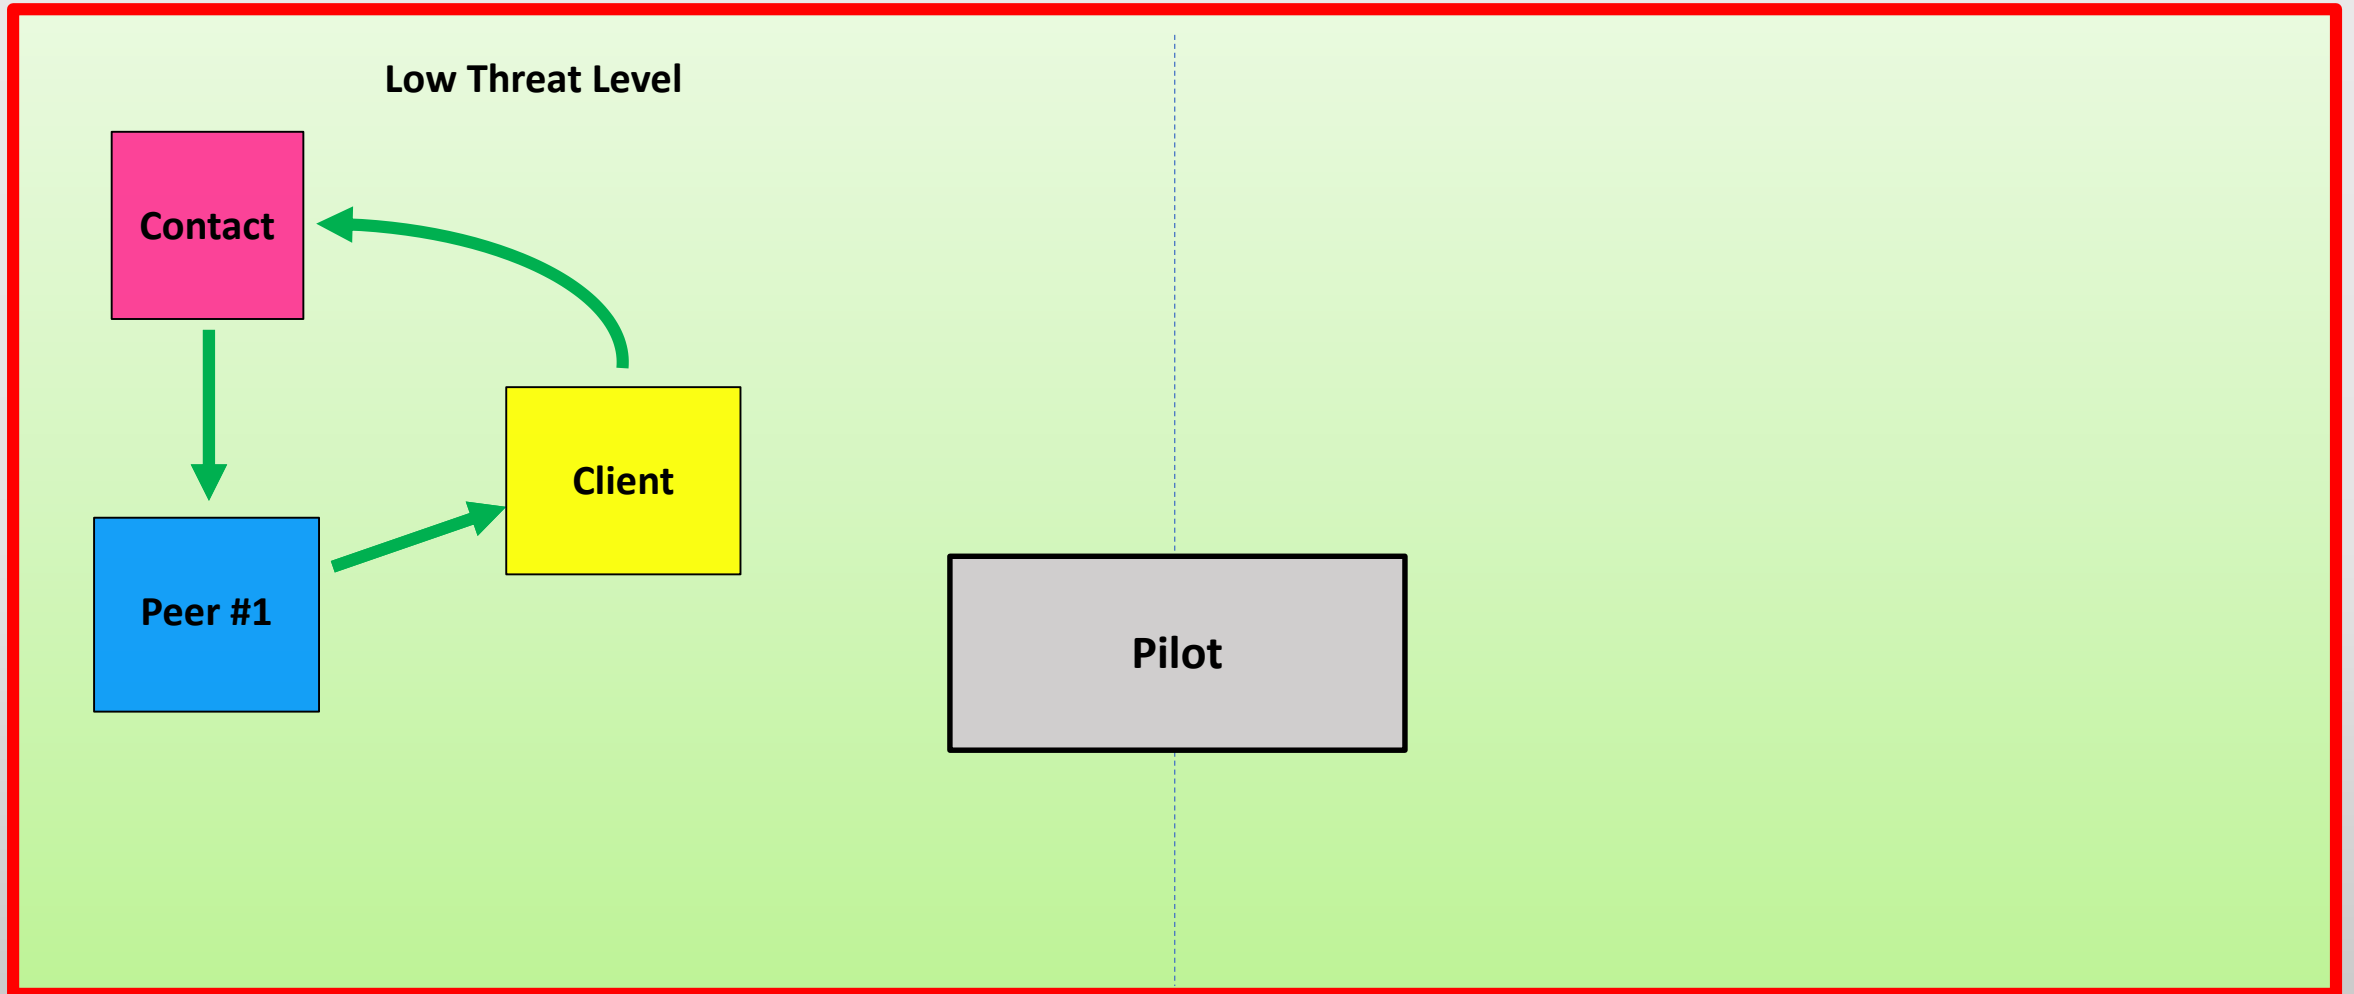 Low Threat Level
Contact
Client
Peer #1
Pilot